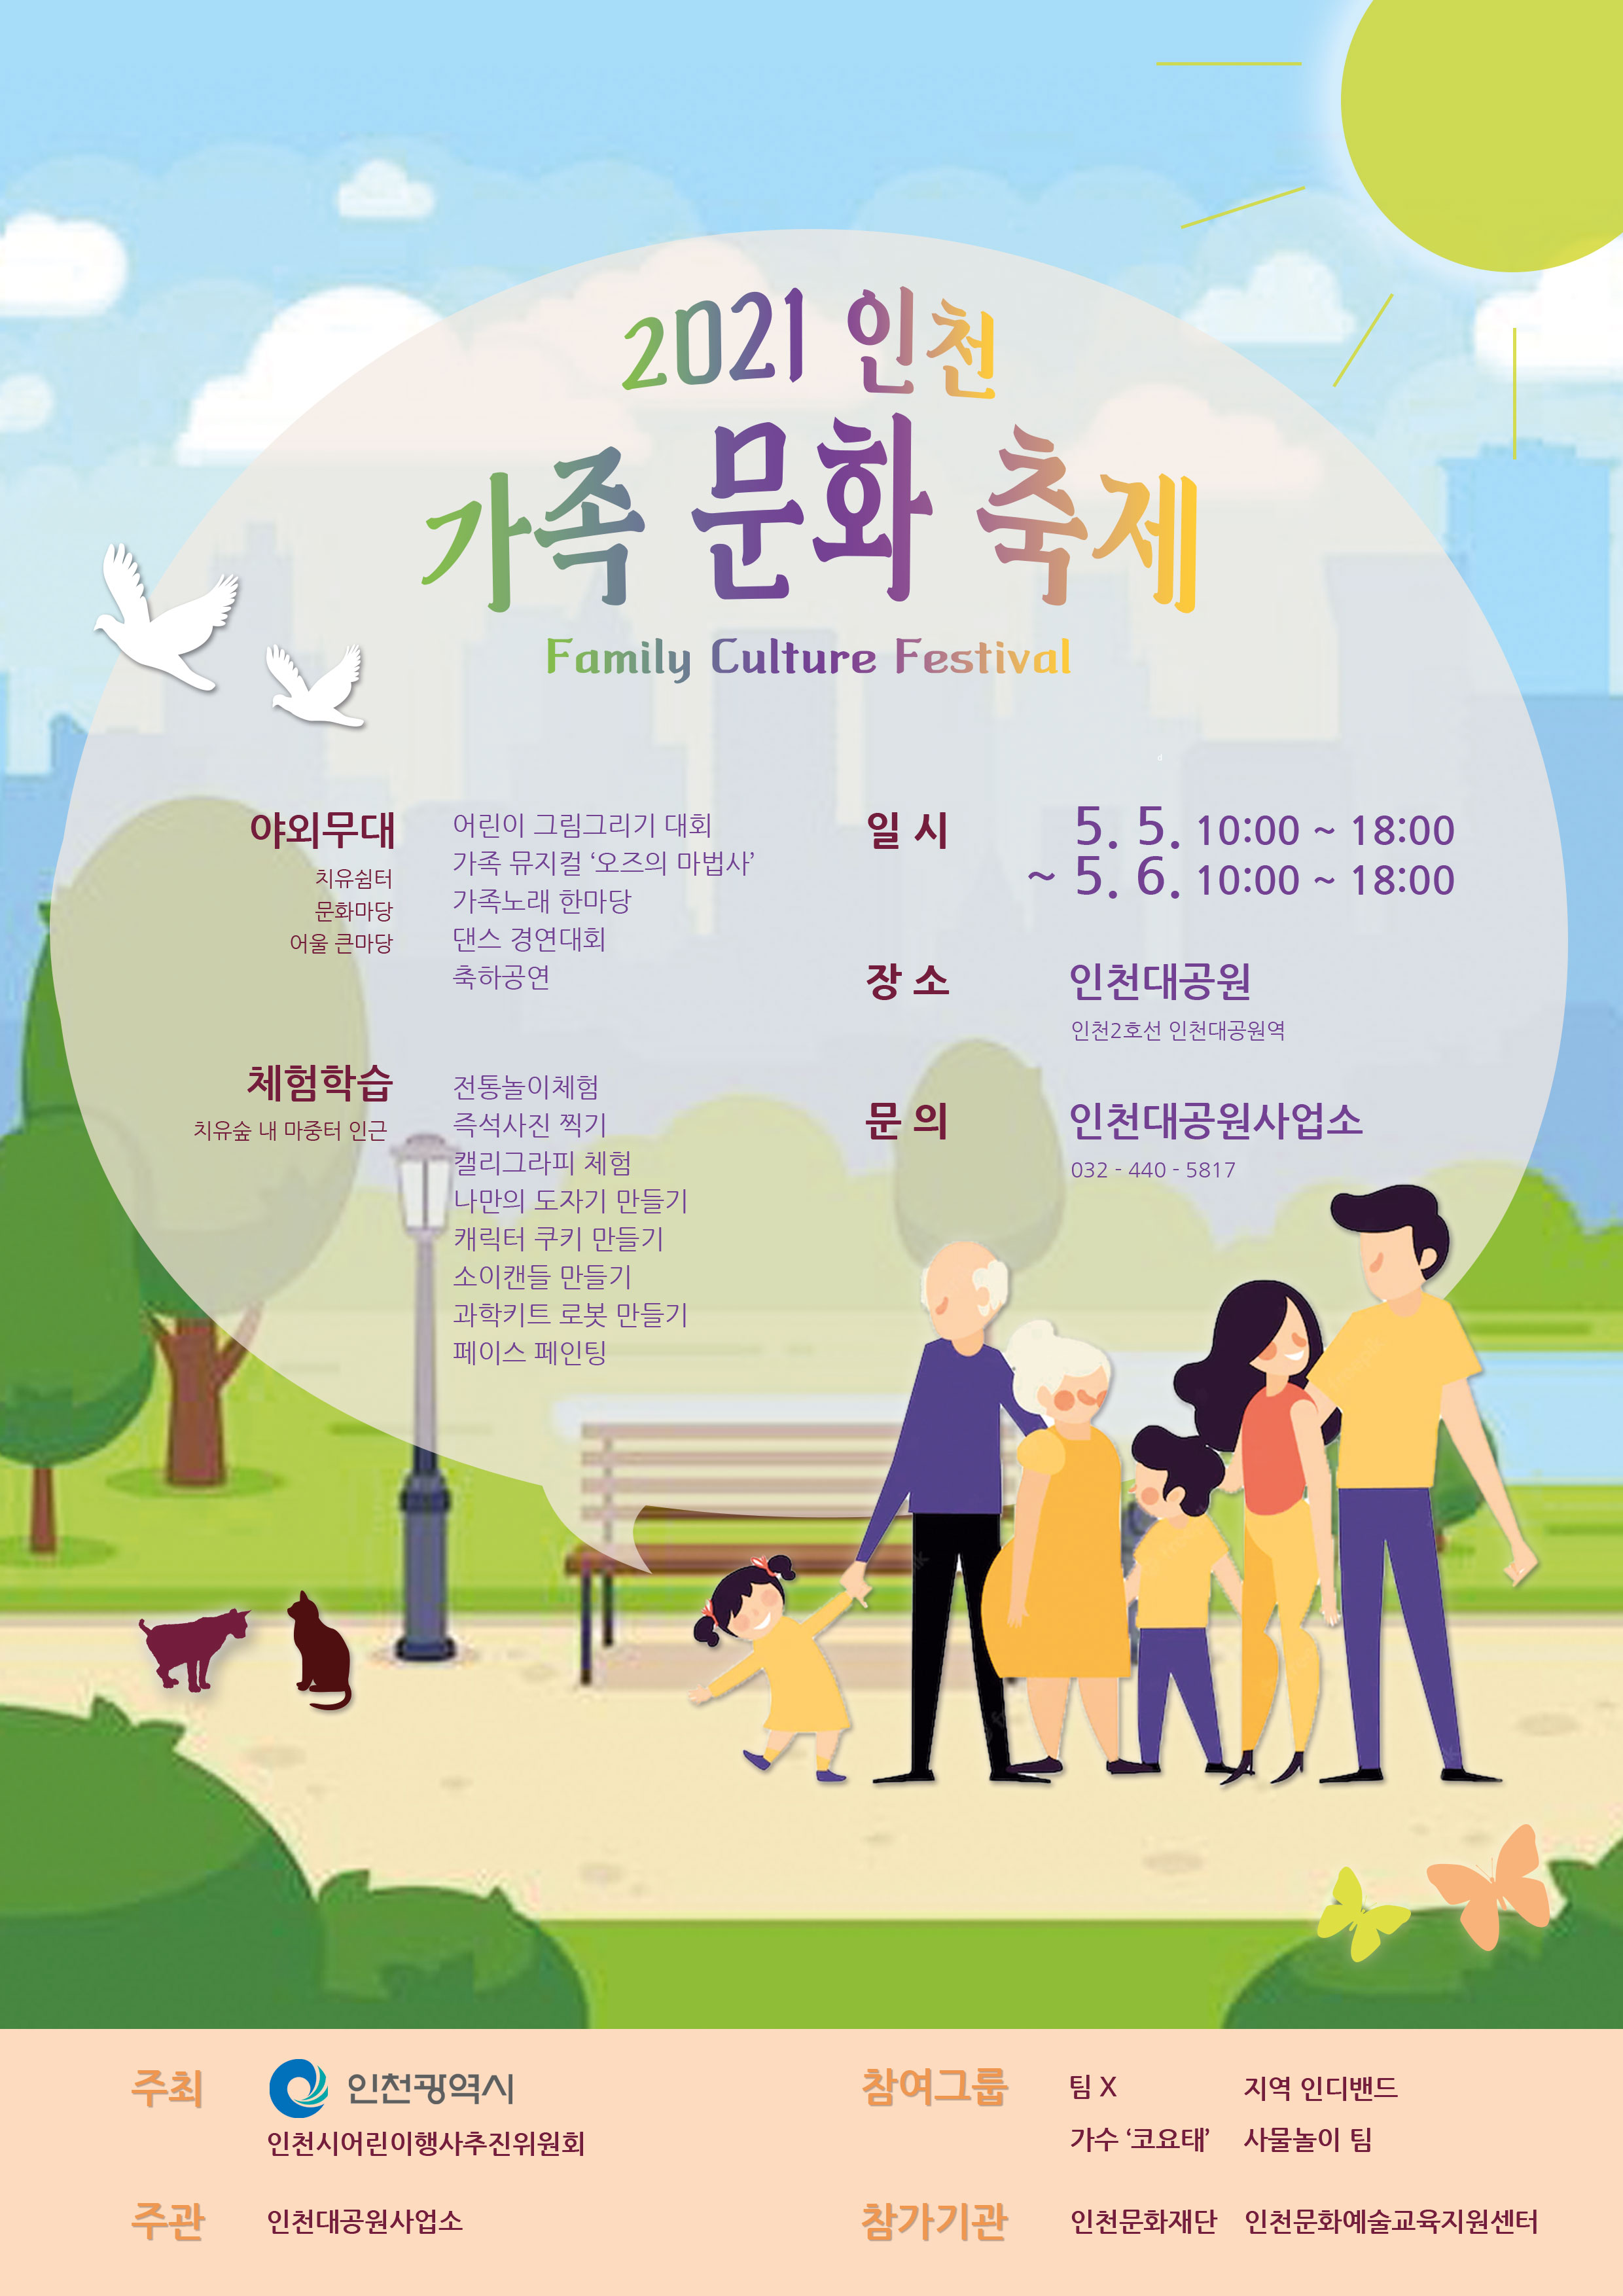 2021 인천
가족 문화 축제
Family Culture Festival
야외무대
치유쉼터
문화마당
어울 큰마당
어린이 그림그리기 대회
가족 뮤지컬 ‘오즈의 마법사’
가족노래 한마당
댄스 경연대회
축하공연
체험학습
치유숲 내 마중터 인근
전통놀이체험
즉석사진 찍기
캘리그라피 체험
나만의 도자기 만들기
캐릭터 쿠키 만들기
소이캔들 만들기
과학키트 로봇 만들기
페이스 페인팅
일 시
5. 5. 10:00 ~ 18:00
~ 5. 6. 10:00 ~ 18:00
장 소
인천대공원
인천2호선 인천대공원역
문 의
인천대공원사업소
032 - 440 - 5817
주최
인천광역시
인천시어린이행사추진위원회
주관
인천대공원사업소
참여그룹
팀 X
지역 인디밴드
가수 ‘코요태’
사물놀이 팀
참가기관
인천문화재단
인천문화예술교육지원센터